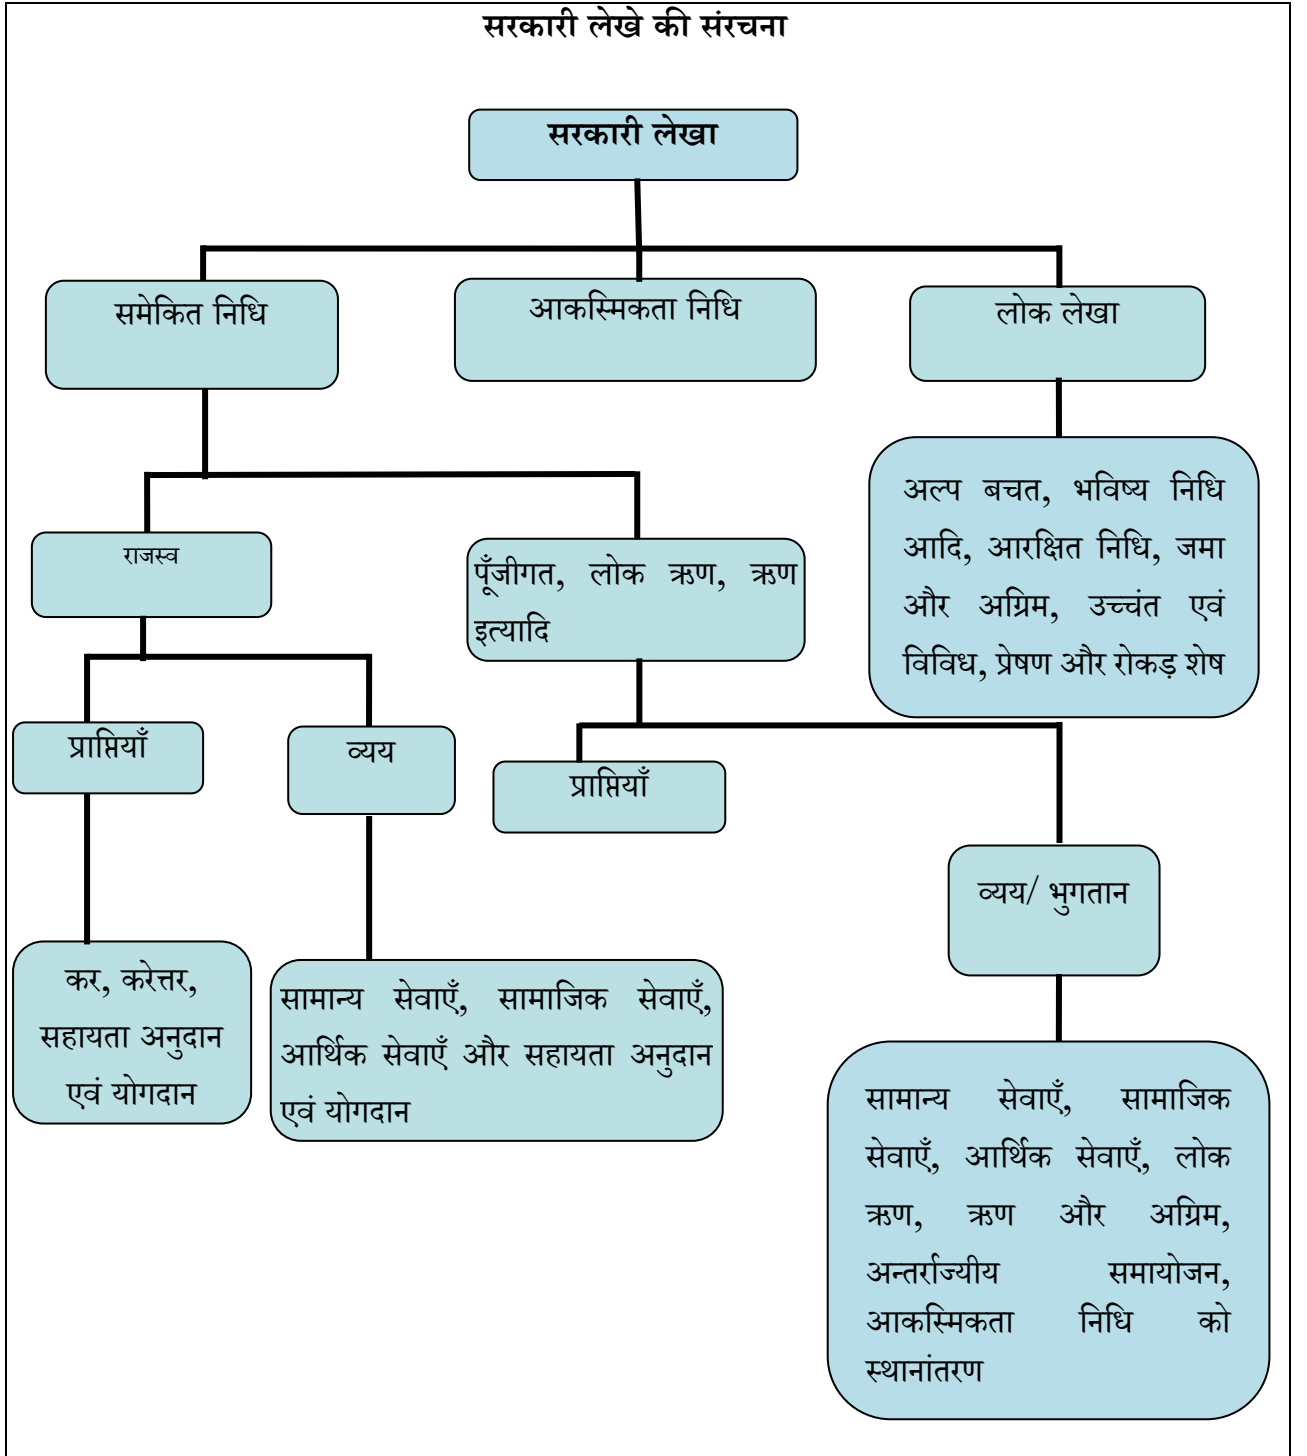 सरकारी लेखे की संरचना
सरकारी लेखा
समेकित निधि
आकस्मिकता निधि
लोक लेखा
अल्प बचत, भविष्य निधि
आदि, आरक्षित निधि, जमा
और अग्रिम, उच्चंत एवं
विविध, प्रेषण और रोकड़ शेष
राजस्व
पूँजीगत, लोक ऋण, ऋण
इत्यादि
प्राप्तियाँ
व्यय
प्राप्तियाँ
व्यय/ भुगतान
कर, करेत्तर,
सहायता अनुदान
एवं योगदान
सामान्य सेवाएँ, सामाजिक सेवाएँ,
आर्थिक सेवाएँ और सहायता अनुदान
एवं योगदान
सामान्य सेवाएँ, सामाजिक
सेवाएँ, आर्थिक सेवाएँ, लोक
ऋण, ऋण और अग्रिम,
अन्तर्राज्यीय समायोजन,
आकस्मिकता निधि को
स्थानांतरण